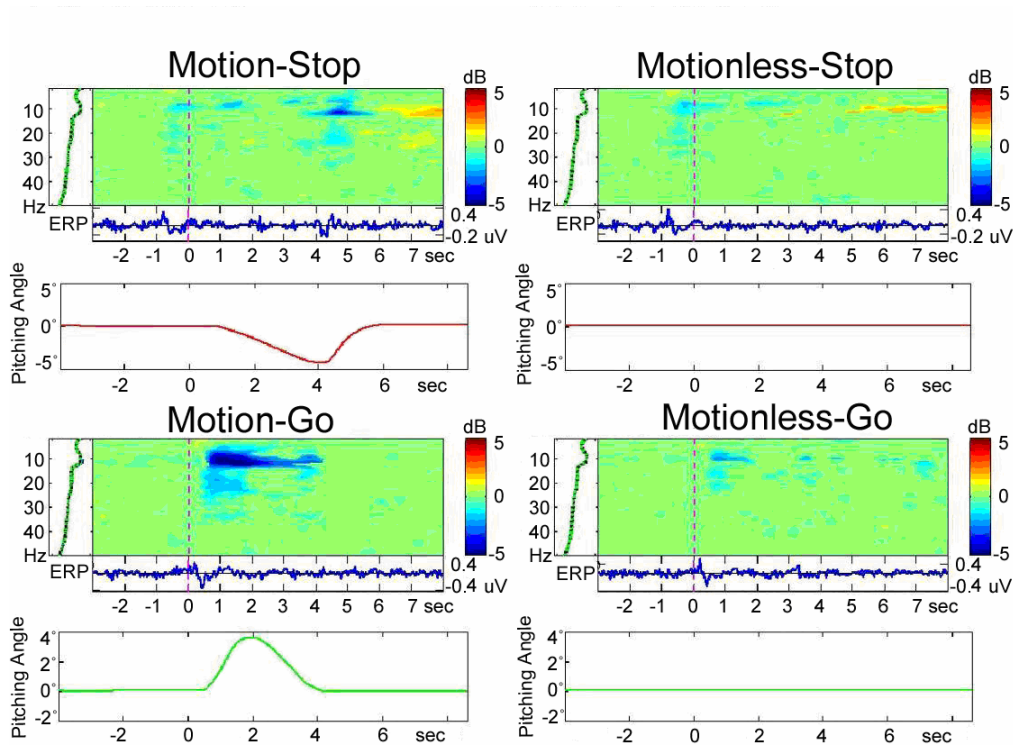 Motion-Stop
dB
10
20
30
40
Hz
5
0
-5
ERP
0.4
-0.2 uV
-2 -1 0 1 2 3 4 5 6 7 sec
Pitching Angle
5°
0°
-5°
-2 0 2 4 6 sec
Motionless-Stop
dB
10
20
30
40
Hz
5
0
-5
ERP
0.4
-0.2 uV
-2 -1 0 1 2 3 4 5 6 7 sec
Pitching Angle
5°
0°
-5°
-2 0 2 4 6 sec
Motion-Go
dB
10
20
30
40
Hz
5
0
-5
ERP
0.4
-0.4 uV
-2 -1 0 1 2 3 4 5 6 7 sec
Pitching Angle
4°
2°
0°
-2°
-2 0 2 4 6 sec
Motionless-Go
dB
10
20
30
40
Hz
5
0
-5
ERP
0.4
-0.4 uV
-2 -1 0 1 2 3 4 5 6 7 sec
Pitching Angle
4°
2°
0°
-2°
-2 0 2 4 6 sec